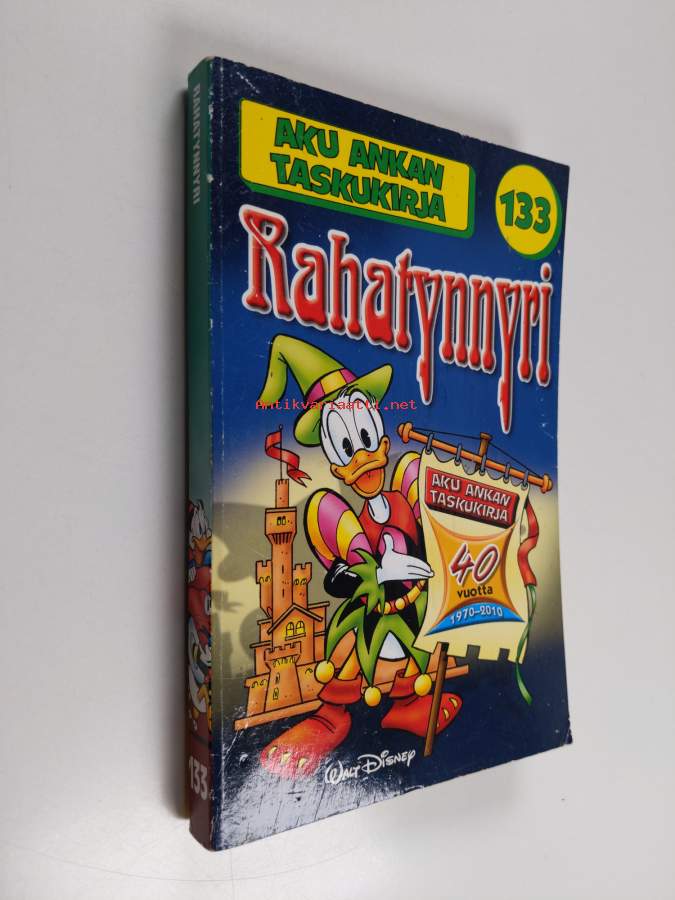 RAHATYNNYRI
AKU ANKAN
TASKUKIRJA
133
Rahatynnyri
Antikvariaatti.net
AKU ANKAN
TASKUKIRJA
40
vuotta
1970-2010
WALT DISNEY
133